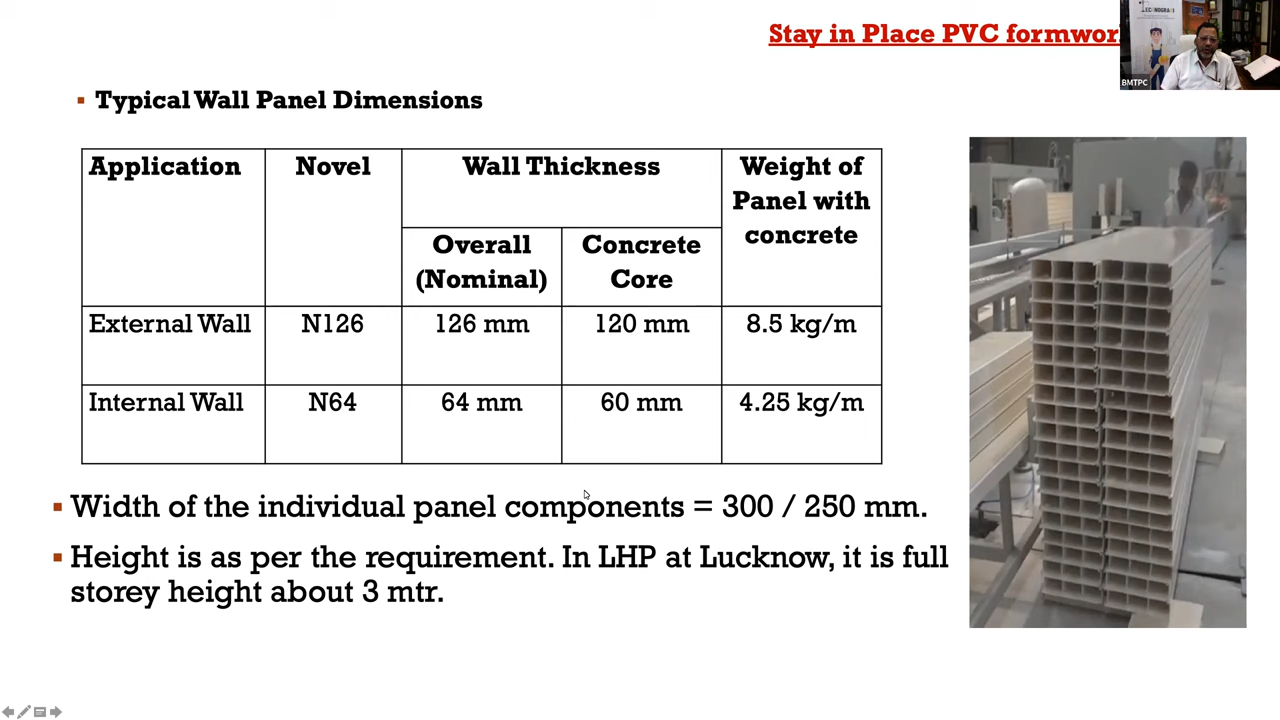 Stay in Place PVC formwor
BMTPC
▪ Typical Wall Panel Dimensions
Application
Novel
Wall Thickness
Weight of
Panel with
concrete
Overall
(Nominal)
Concrete
Core
External Wall
N126
126 mm
120 mm
8.5 kg/m
Internal Wall
N64
64 mm
60 mm
4.25 kg/m
▪ Width of the individual panel components = 300 / 250 mm.
▪ Height is as per the requirement. In LHP at Lucknow, it is full
storey height about 3 mtr.